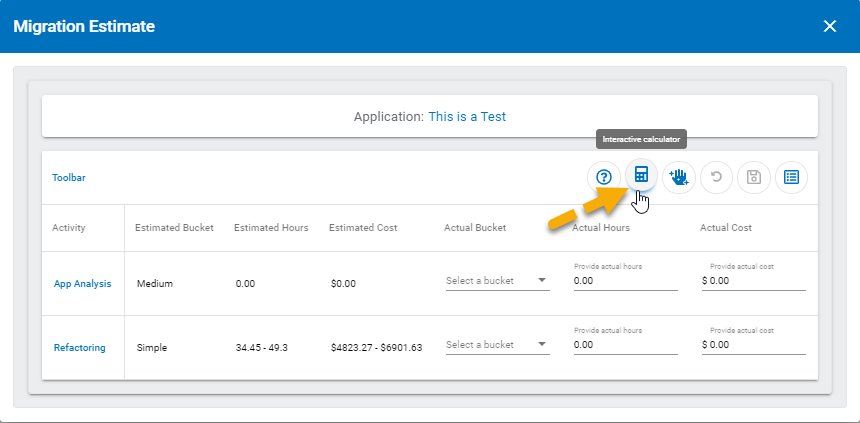 Migration Estimate
Application: This is a Test
Interactive calculator
Toolbar
Activity Estimated Bucket Estimated Hours Estimated Cost Actual Bucket Actual Hours Actual Cost
Provide actual hours Provide actual cost
App Analysis Medium 0.00 $0.00 Select a bucket 0.00 $ 0.00
Provide actual hours Provide actual cost
Refactoring Simple 34.45 - 49.3 $4823.27 - $6901.63 Select a bucket 0.00 $ 0.00